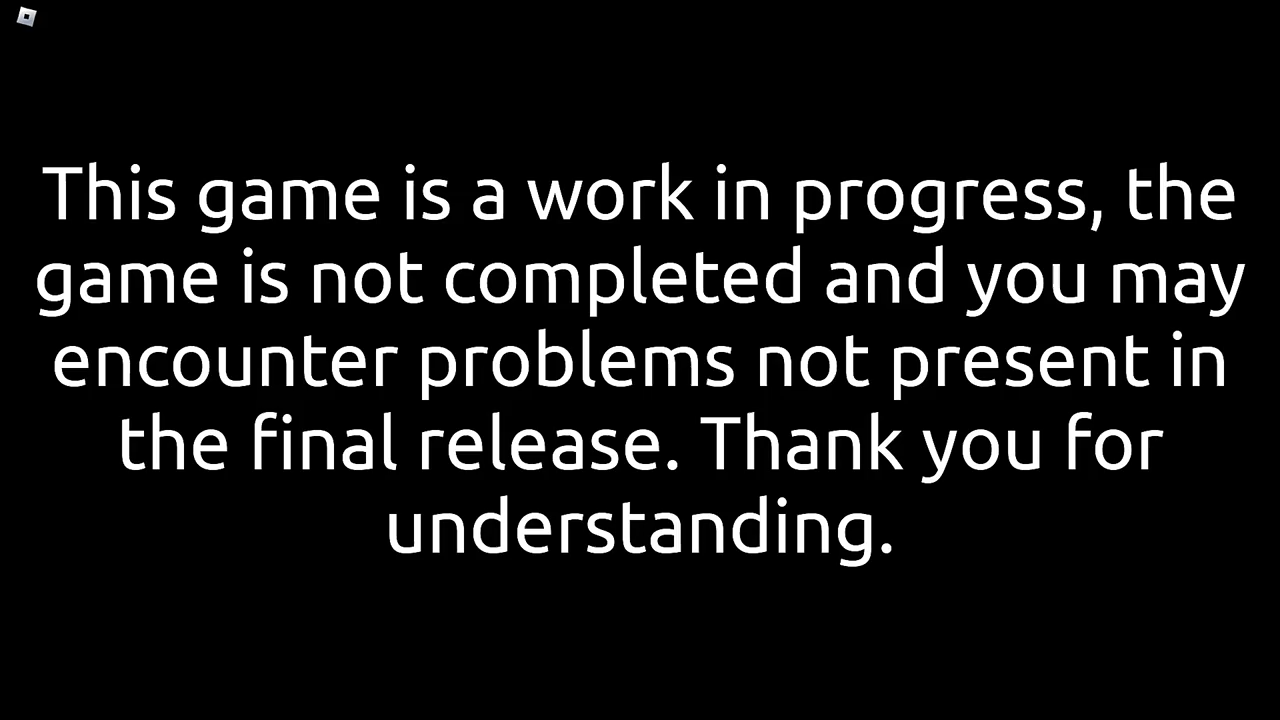 This game is a work in progress, the
game is not completed and you may
encounter problems not present in
the final release. Thank you for
understanding.